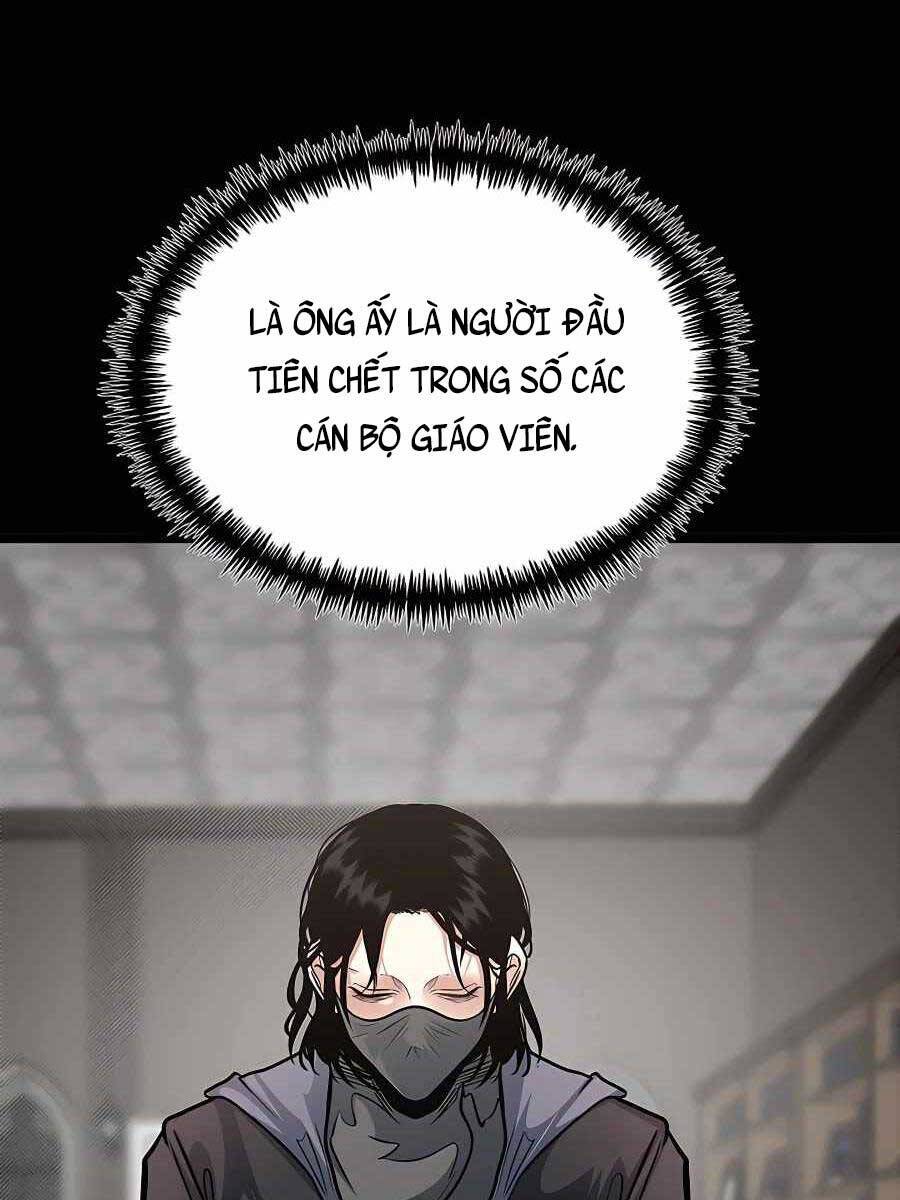 LÀ ÔNG ẤY LÀ NGƯỜI ĐẦU
TIÊN CHẾT TRONG SỐ CÁC
CÁN BỘ GIÁO VIÊN.